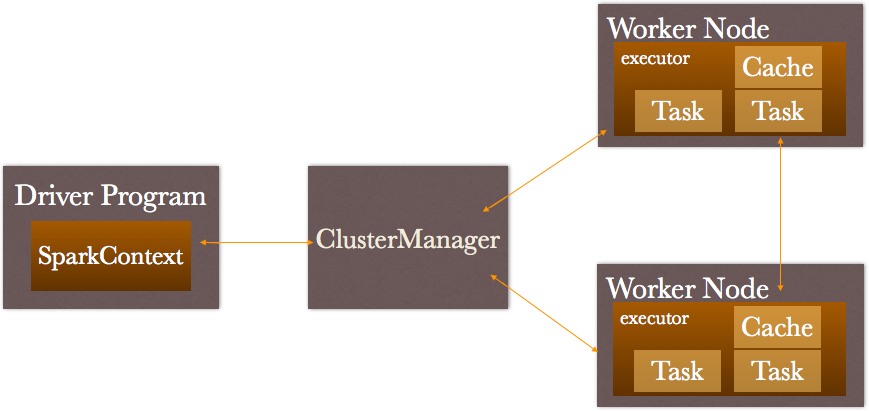 Driver Program
SparkContext
ClusterManager
Worker Node
executor
Cache
Task
Task
Worker Node
executor
Cache
Task
Task